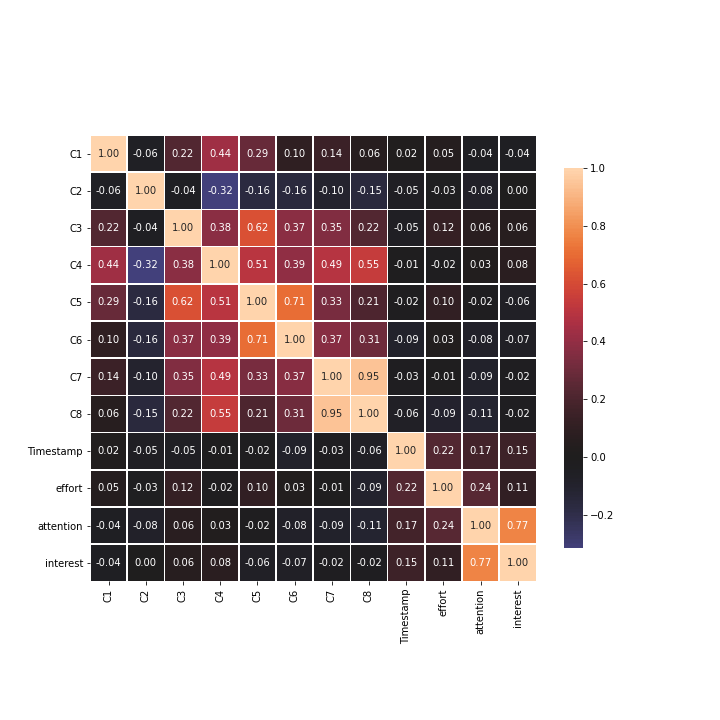 C1 1.00 -0.06 0.22 0.44 0.29 0.10 0.14 0.06 0.02 0.05 -0.04 -0.04
1.0
C2 -0.06 1.00 -0.04 -0.32 -0.16 -0.16 -0.10 -0.15 -0.05 -0.03 -0.08 0.00
C3 0.22 -0.04 1.00 0.38 0.62 0.37 0.35 0.22 -0.05 0.12 0.06 0.06
0.8
C4 0.44 -0.32 0.38 1.00 0.51 0.39 0.49 0.55 -0.01 -0.02 0.03 0.08
0.6
C5 0.29 -0.16 0.62 0.51 1.00 0.71 0.33 0.21 -0.02 0.10 -0.02 -0.06
C6 0.10 -0.16 0.37 0.39 0.71 1.00 0.37 0.31 -0.09 0.03 -0.08 -0.07
0.4
C7 0.14 -0.10 0.35 0.49 0.33 0.37 1.00 0.95 -0.03 -0.01 -0.09 -0.02
0.2
C8 0.06 -0.15 0.22 0.55 0.21 0.31 0.95 1.00 -0.06 -0.09 -0.11 -0.02
Timestamp 0.02 -0.05 -0.05 -0.01 -0.02 -0.09 -0.03 -0.06 1.00 0.22 0.17 0.15
0.0
effort 0.05 -0.03 0.12 -0.02 0.10 0.03 -0.01 -0.09 0.22 1.00 0.24 0.11
−0.2
attention -0.04 -0.08 0.06 0.03 -0.02 -0.08 -0.09 -0.11 0.17 0.24 1.00 0.77
interest -0.04 0.00 0.06 0.08 -0.06 -0.07 -0.02 -0.02 0.15 0.11 0.77 1.00
C1 C2 C3 C4 C5 C6 C7 C8 Timestamp effort attention interest